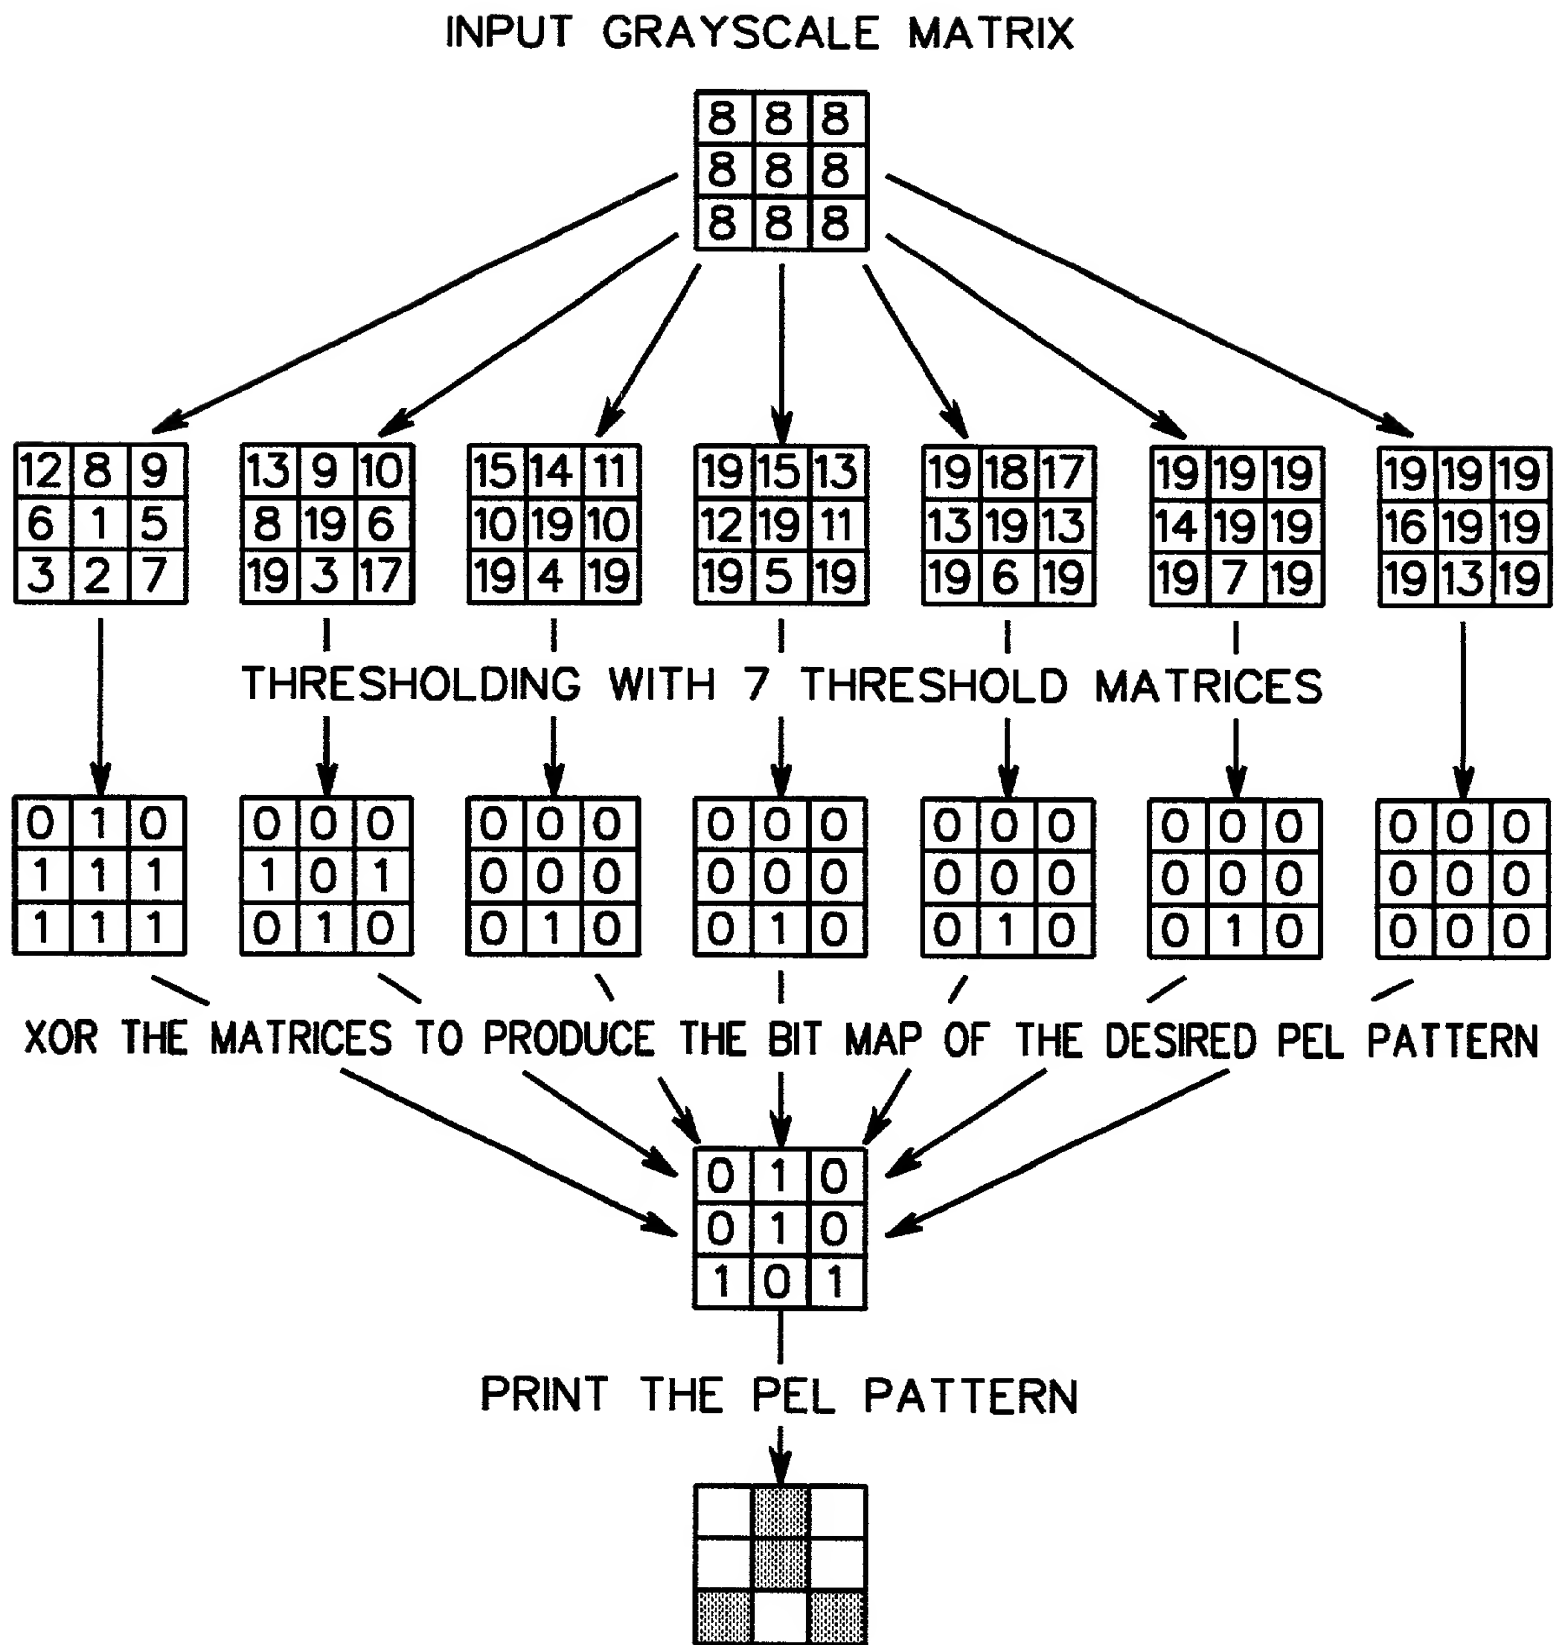 INPUT GRAYSCALE MATRIX
8 8 8
8 8 8
8 8 8
12 8 9 13 9 10 15 14 11 19 15 13 19 18 17 19 19 19 19 19 19
6 1 5 8 19 6 10 19 10 12 19 11 13 19 13 14 19 19 16 19 19
3 2 7 19 3 17 19 4 19 19 5 19 19 6 19 19 7 19 19 13 19
THRESHOLDING WITH 7 THRESHOLD MATRICES
0 1 0 0 0 0 0 0 0 0 0 0 0 0 0 0 0 0 0 0 0
1 1 1 1 0 1 0 0 0 0 0 0 0 0 0 0 0 0 0 0 0
1 1 1 0 1 0 0 1 0 0 1 0 0 1 0 0 1 0 0 0 0
XOR THE MATRICES TO PRODUCE THE BIT MAP OF THE DESIRED PEL PATTERN
0 1 0
0 1 0
1 0 1
PRINT THE PEL PATTERN